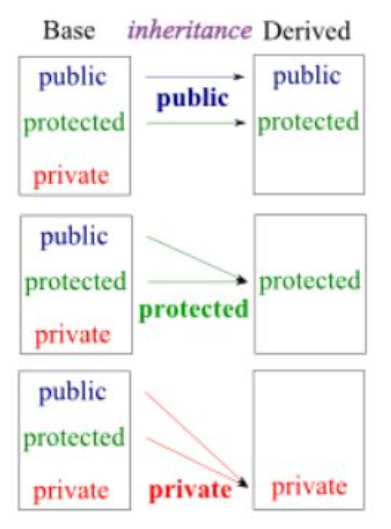 Base inheritance Derived
public public
public
protected protected
private
public
protected protected
protected
private
public
protected
private private private